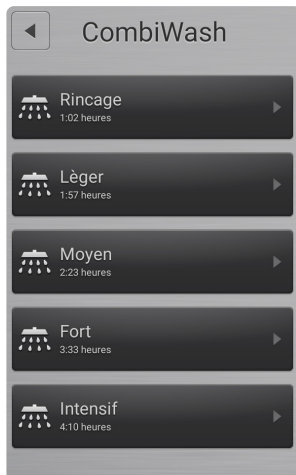 CombiWash
Rincage
1:02 heures
Lèger
1:57 heures
Moyen
2:23 heures
Fort
3:33 heures
Intensif
4:10 heures